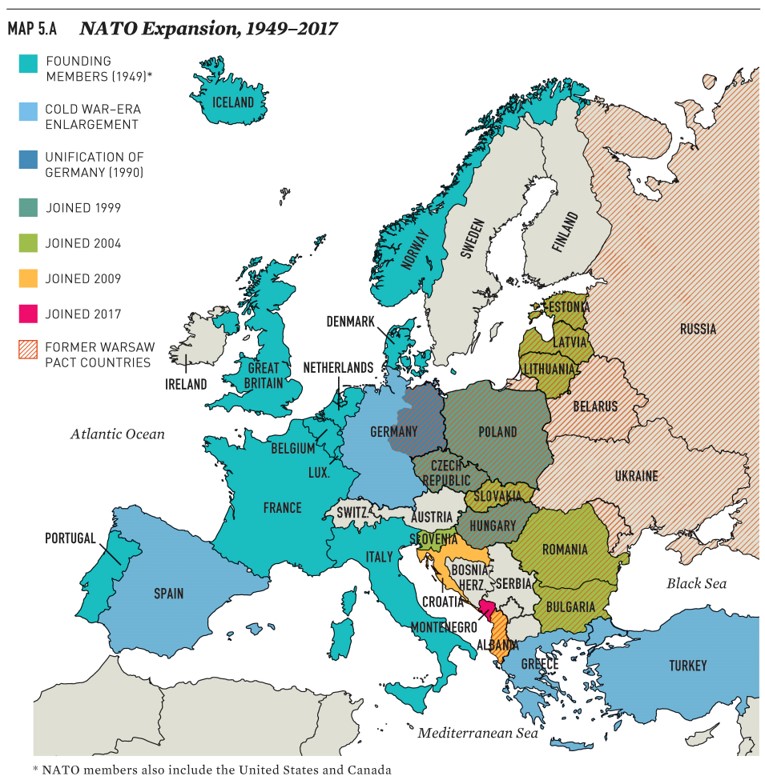 MAP 5.A NATO Expansion, 1949–2017
FOUNDING
MEMBERS (1949)*
COLD WAR–ERA
ENLARGEMENT
UNIFICATION OF
GERMANY (1990)
JOINED 1999
JOINED 2004
JOINED 2009
JOINED 2017
FORMER WARSAW
PACT COUNTRIES
ICELAND
NORWAY
SWEDEN
FINLAND
RUSSIA
ESTONIA
LATVIA
LITHUANIA
DENMARK
NETHERLANDS
IRELAND
GREAT
BRITAIN
BELARUS
Atlantic Ocean
BELGIUM
GERMANY
POLAND
LUX.
CZECH
REPUBLIC
UKRAINE
SLOVAKIA
FRANCE
SWITZ.
AUSTRIA
HUNGARY
PORTUGAL
SLOVENIA
ROMANIA
ITALY
SPAIN
BOSNIA-
HERZ.
SERBIA
Black Sea
CROATIA
BULGARIA
MONTENEGRO
ALBANIA
GREECE
TURKEY
Mediterranean Sea
* NATO members also include the United States and Canada